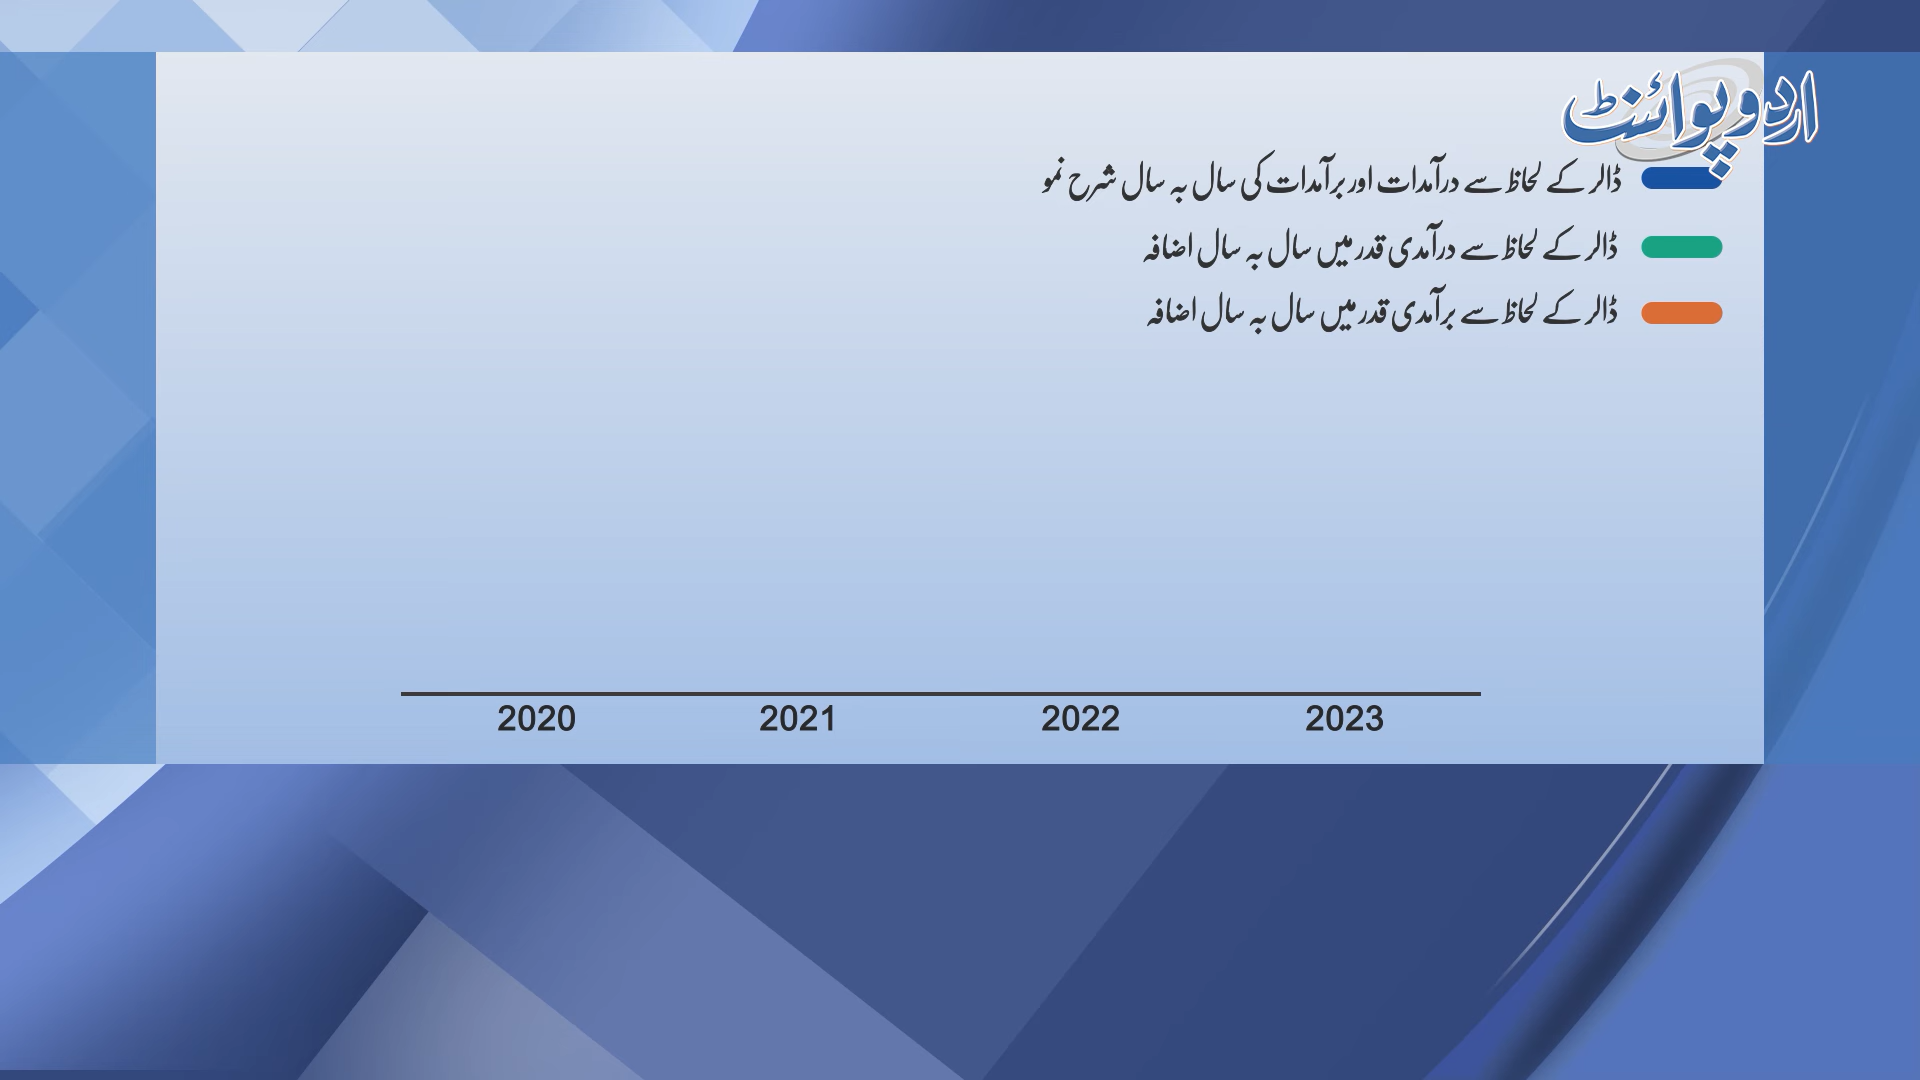 اردو پوائنٹ
ڈالر کے لحاظ سے درآمدات اور برآمدات کی سال بہ سال شرح نمو
ڈالر کے لحاظ سے درآمدی قدر میں سال بہ سال اضافہ
ڈالر کے لحاظ سے برآمدی قدر میں سال بہ سال اضافہ
2020 2021 2022 2023